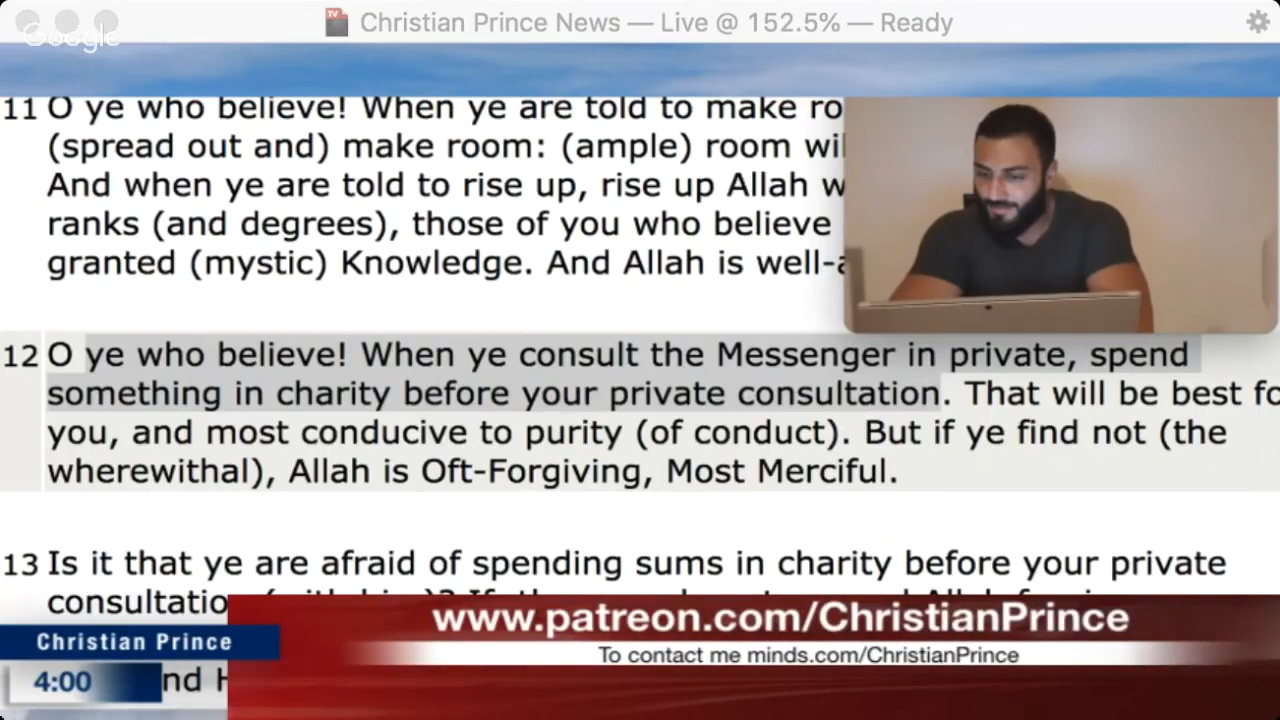 Google
Christian Prince News — Live @ 152.5% — Ready
TV
11 O ye who believe! When ye are told to make ro
(spread out and) make room: (ample) room wil
And when ye are told to rise up, rise up Allah w
ranks (and degrees), those of you who believe
granted (mystic) Knowledge. And Allah is well-a
12 O ye who believe! When ye consult the Messenger in private, spend
something in charity before your private consultation. That will be best fo
you, and most conducive to purity (of conduct). But if ye find not (the
wherewithal), Allah is Oft-Forgiving, Most Merciful.
13 Is it that ye are afraid of spending sums in charity before your private
consultatio
www.patreon.com/ChristianPrince
Christian Prince
To contact me minds.com/ChristianPrince
4:00
nd H